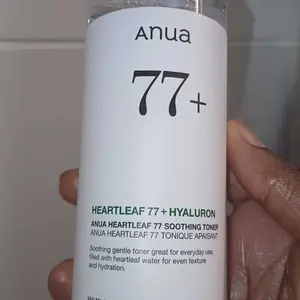 Anua
77+
HEARTLEAF 77 + HYALURON
ANUA HEARTLEAF 77 SOOTHING TONER
ANUA HEARTLEAF 77 TONIQUE APAISANT
Soothing gentle toner great for everyday use,
filled with heartleaf water for even texture
and hydration.